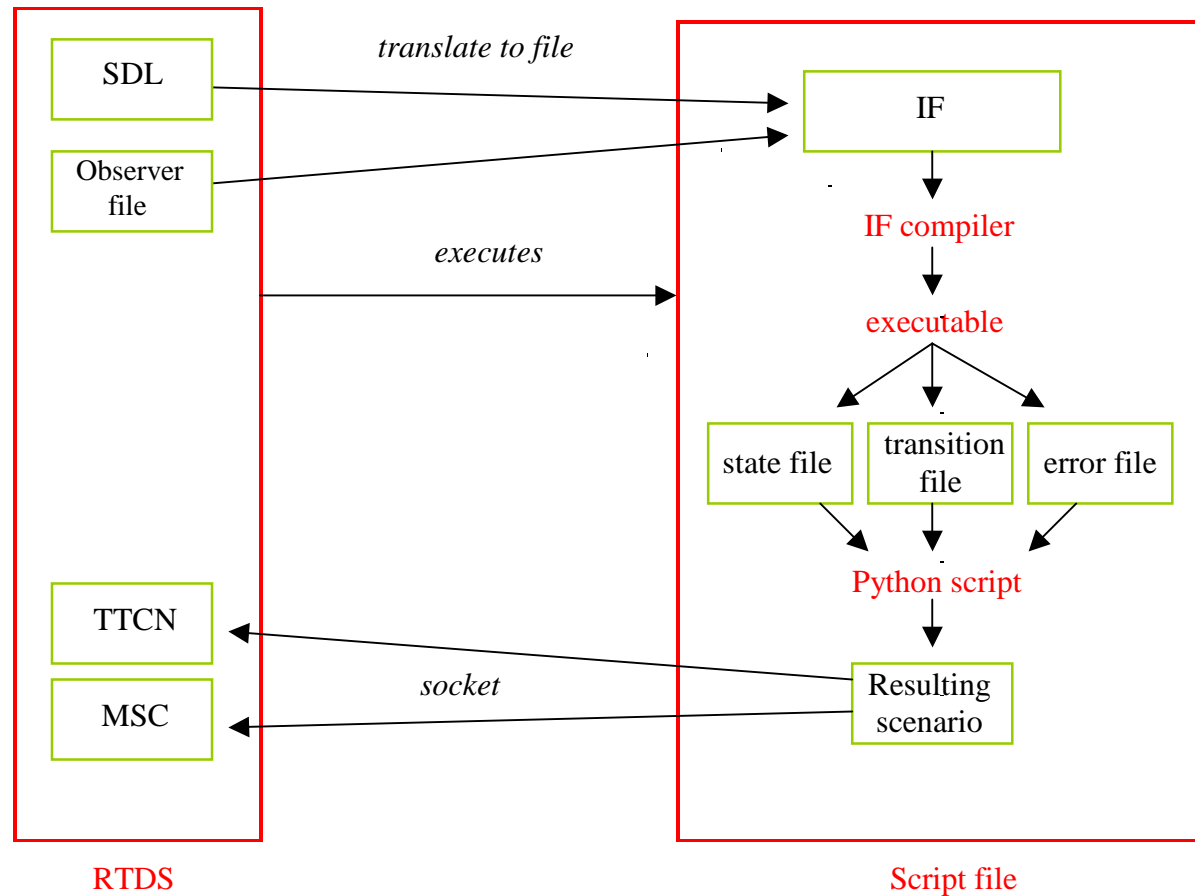 SDL
translate to file
IF
Observer
file
IF compiler
executes
executable
state file
transition
file
error file
Python script
TTCN
socket
Resulting
scenario
MSC
RTDS
Script file